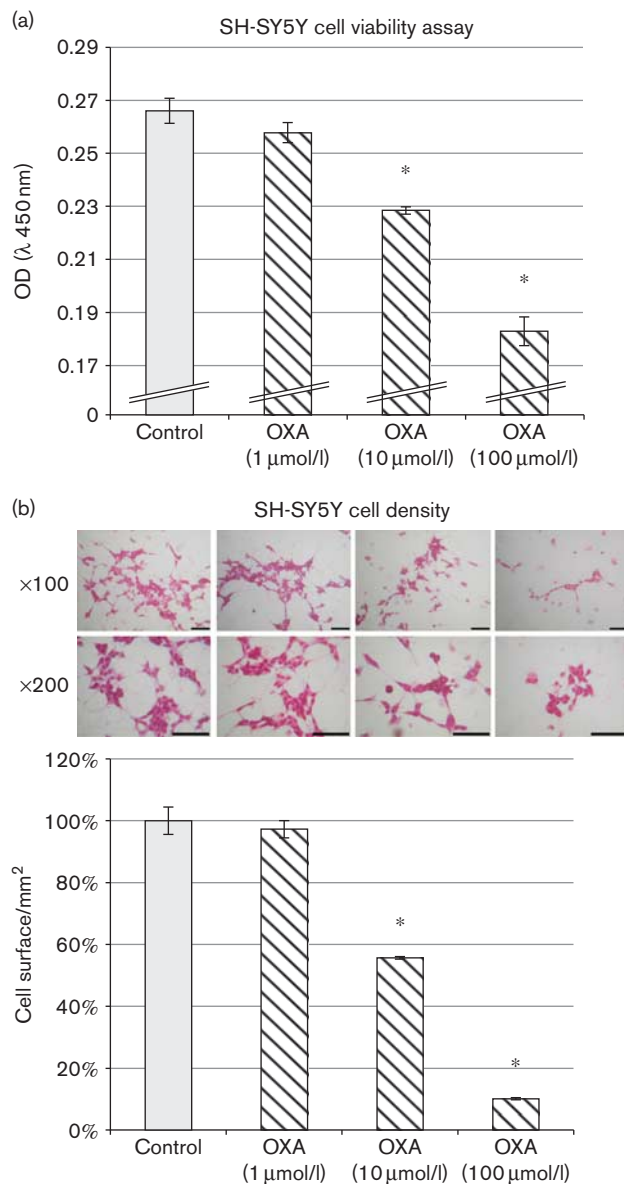 (a)
SH-SY5Y cell viability assay
0.29
0.27
0.25
0.23
0.21
0.19
0.17
0
OD (λ 450 nm)
*
*
Control
OXA
(1 μmol/l)
OXA
(10 μmol/l)
OXA
(100 μmol/l)
(b)
SH-SY5Y cell density
×100
×200
120%
100%
80%
60%
40%
20%
0%
Cell surface/mm²
*
*
Control
OXA
(1 μmol/l)
OXA
(10 μmol/l)
OXA
(100 μmol/l)